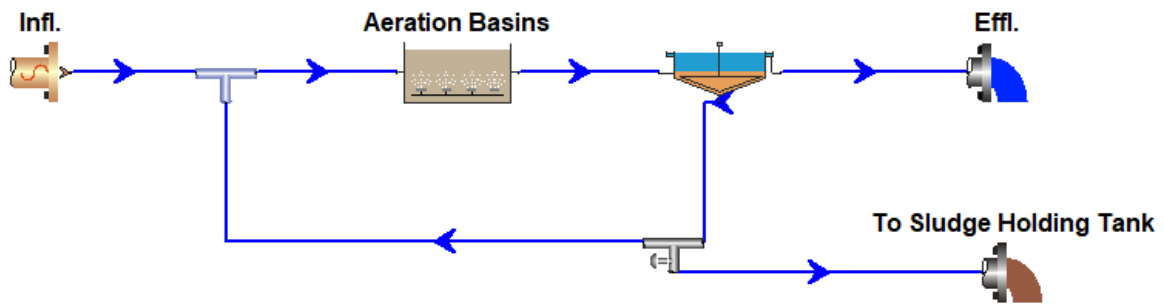 Infl.
Aeration Basins
Effl.
To Sludge Holding Tank